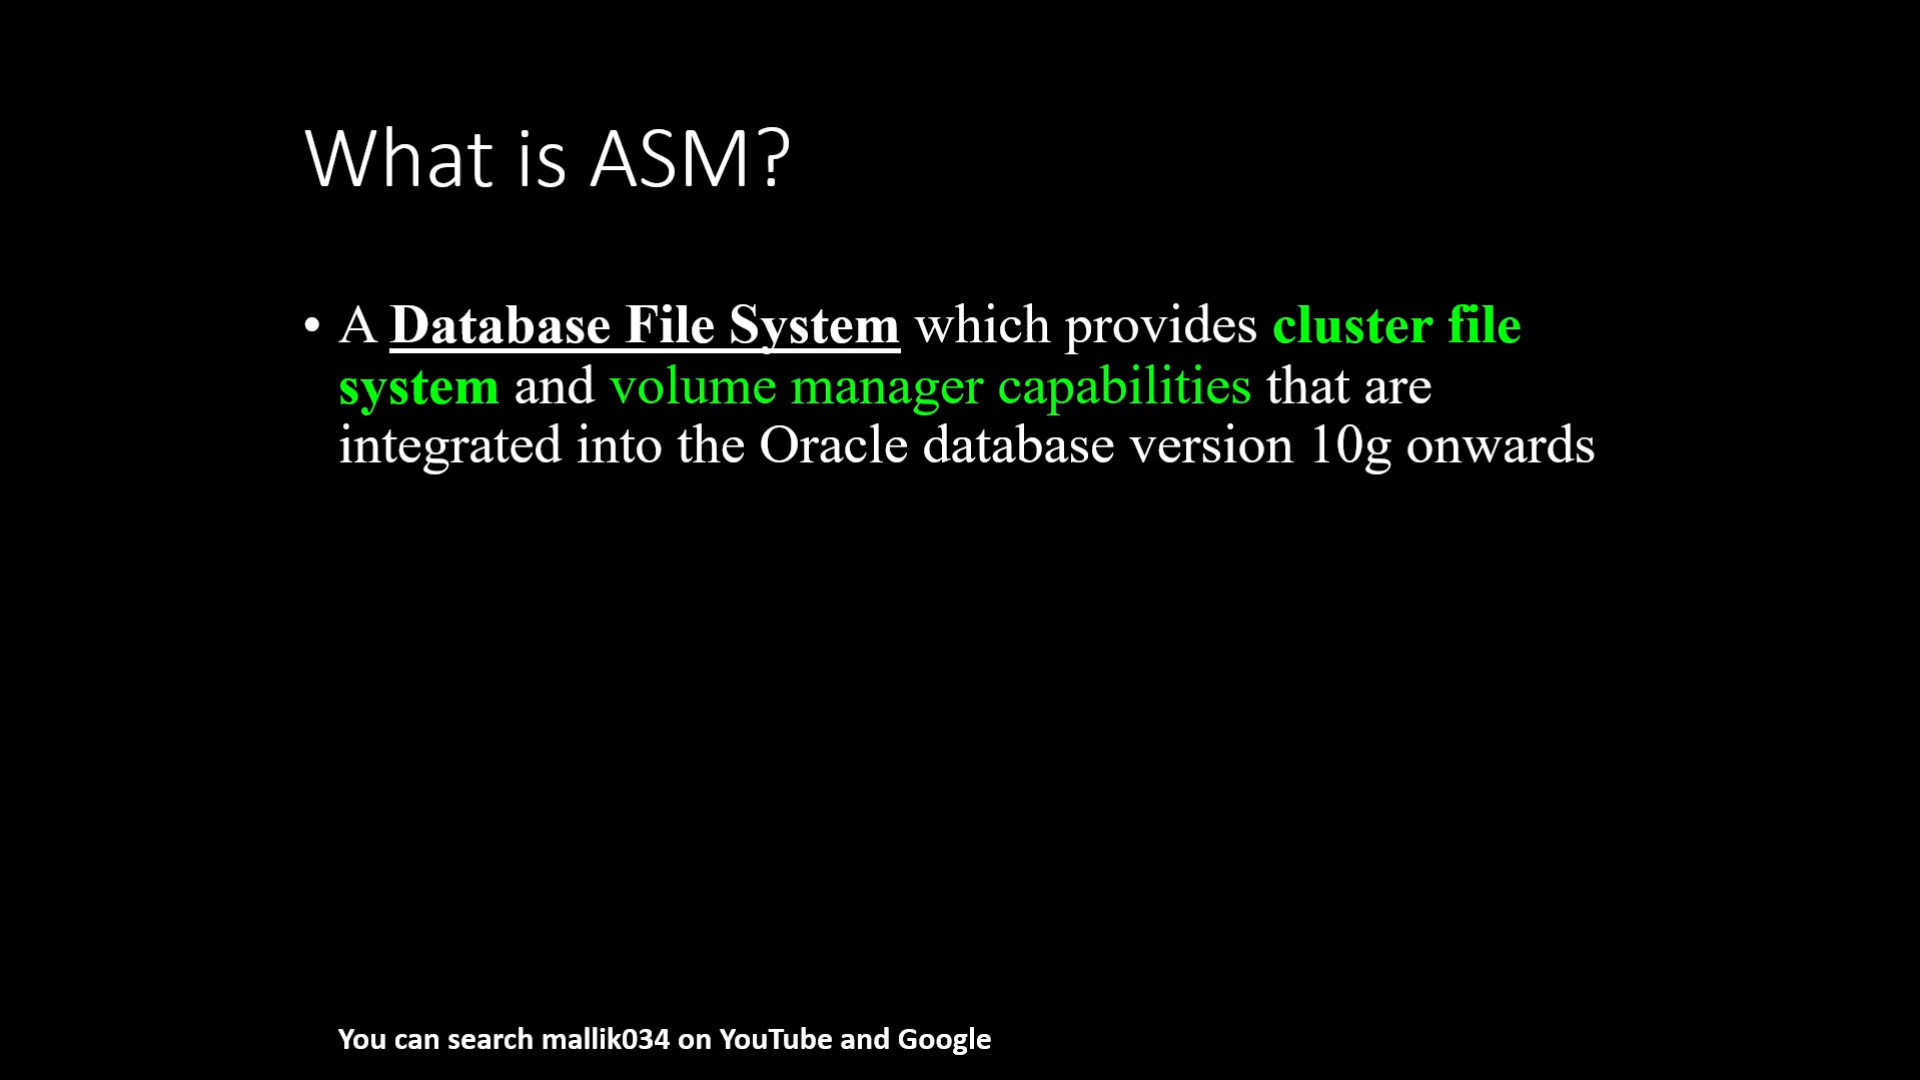 What is ASM?
• A Database File System which provides cluster file
system and volume manager capabilities that are
integrated into the Oracle database version 10g onwards
You can search mallik034 on YouTube and Google